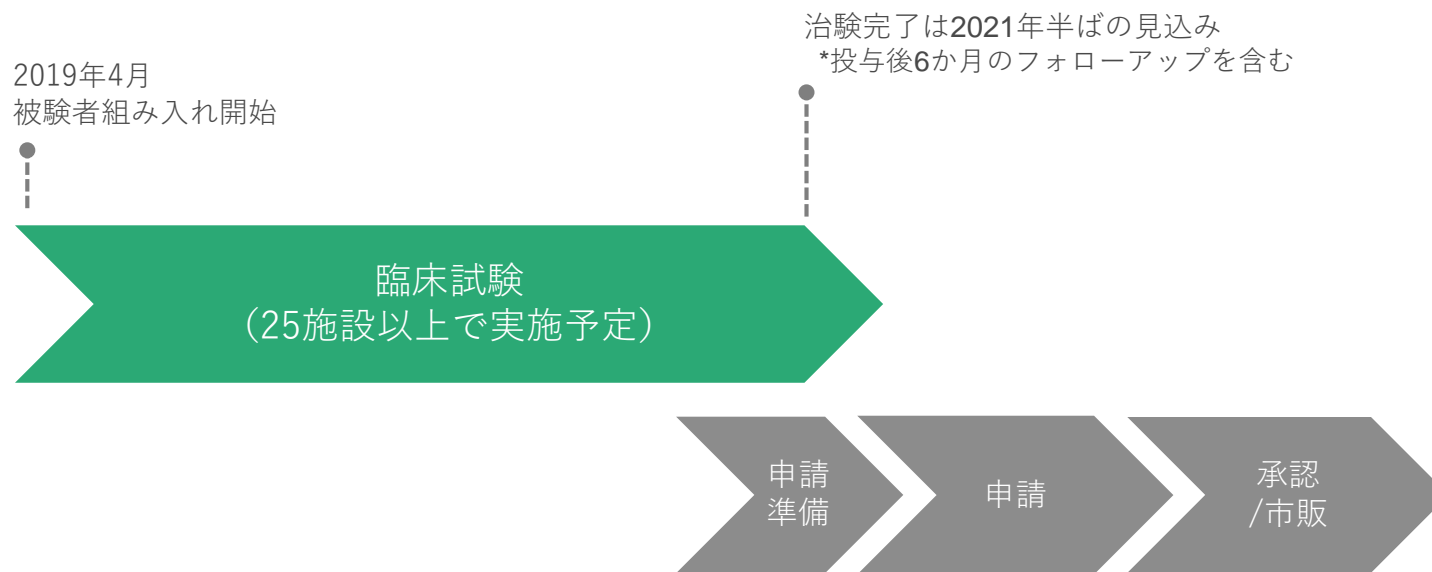 治験完了は2021年半ばの見込み
*投与後6か月のフォローアップを含む
2019年4月
被験者組み入れ開始
臨床試験
(25施設以上で実施予定)
申請
準備
申請
承認
/市販